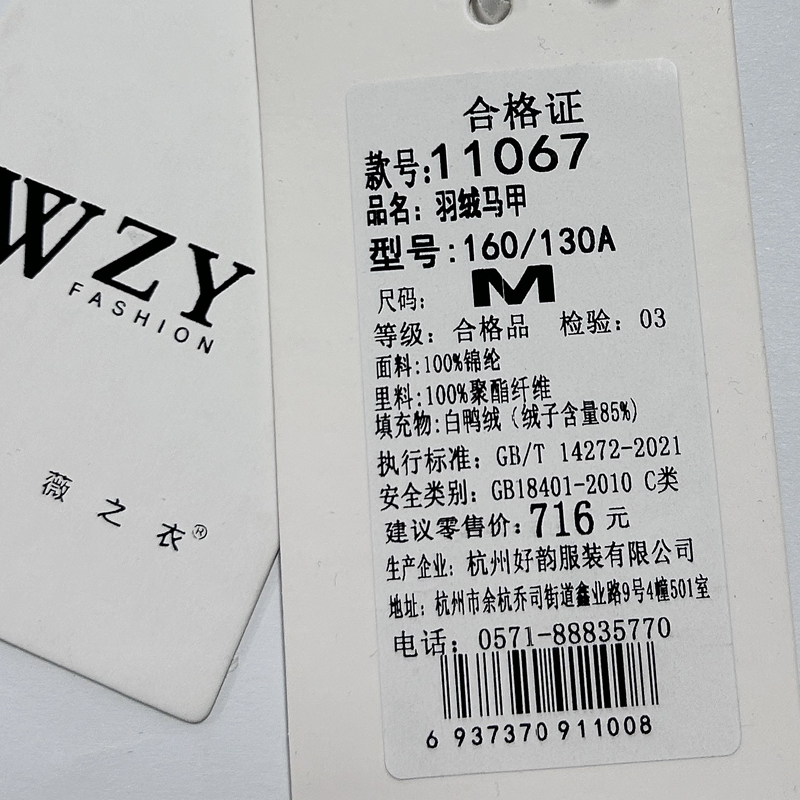 WZY
FASHION
薇之衣®
合格证
款号:11067
品名：羽绒马甲
型号:160/130A
尺码： M
等级：合格品 检验：03
面料:100%锦纶
里料:100%聚酯纤维
填充物:白鸭绒（绒子含量85%）
执行标准：GB/T 14272-2021
安全类别：GB18401-2010 C类
建议零售价:716 元
生产企业：杭州好韵服装有限公司
地址：杭州市余杭乔司街道鑫业路9号4幢501室
电话：0571-88835770
6 937370 911008